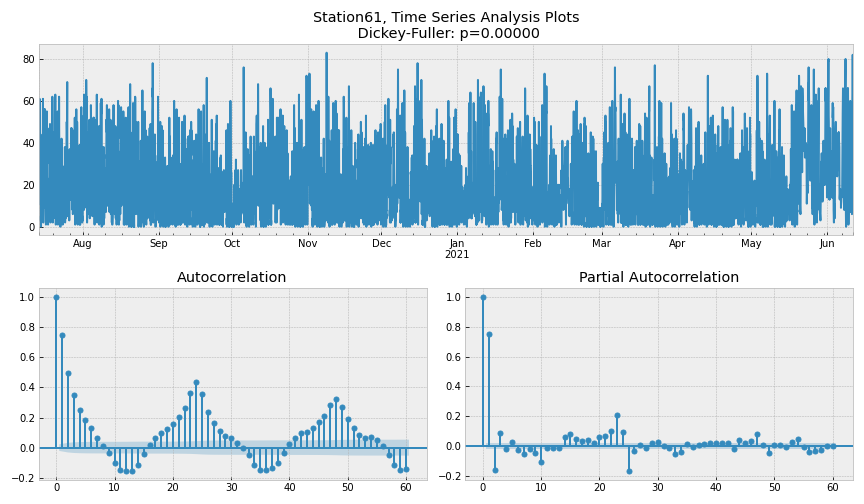 Station61, Time Series Analysis Plots
Dickey-Fuller: p=0.00000
80
60
40
20
0
Aug Sep Oct Nov Dec Jan Feb Mar Apr May Jun
2021
Autocorrelation
1.0
0.8
0.6
0.4
0.2
0.0
−0.2
0 10 20 30 40 50 60
Partial Autocorrelation
1.0
0.8
0.6
0.4
0.2
0.0
−0.2
0 10 20 30 40 50 60